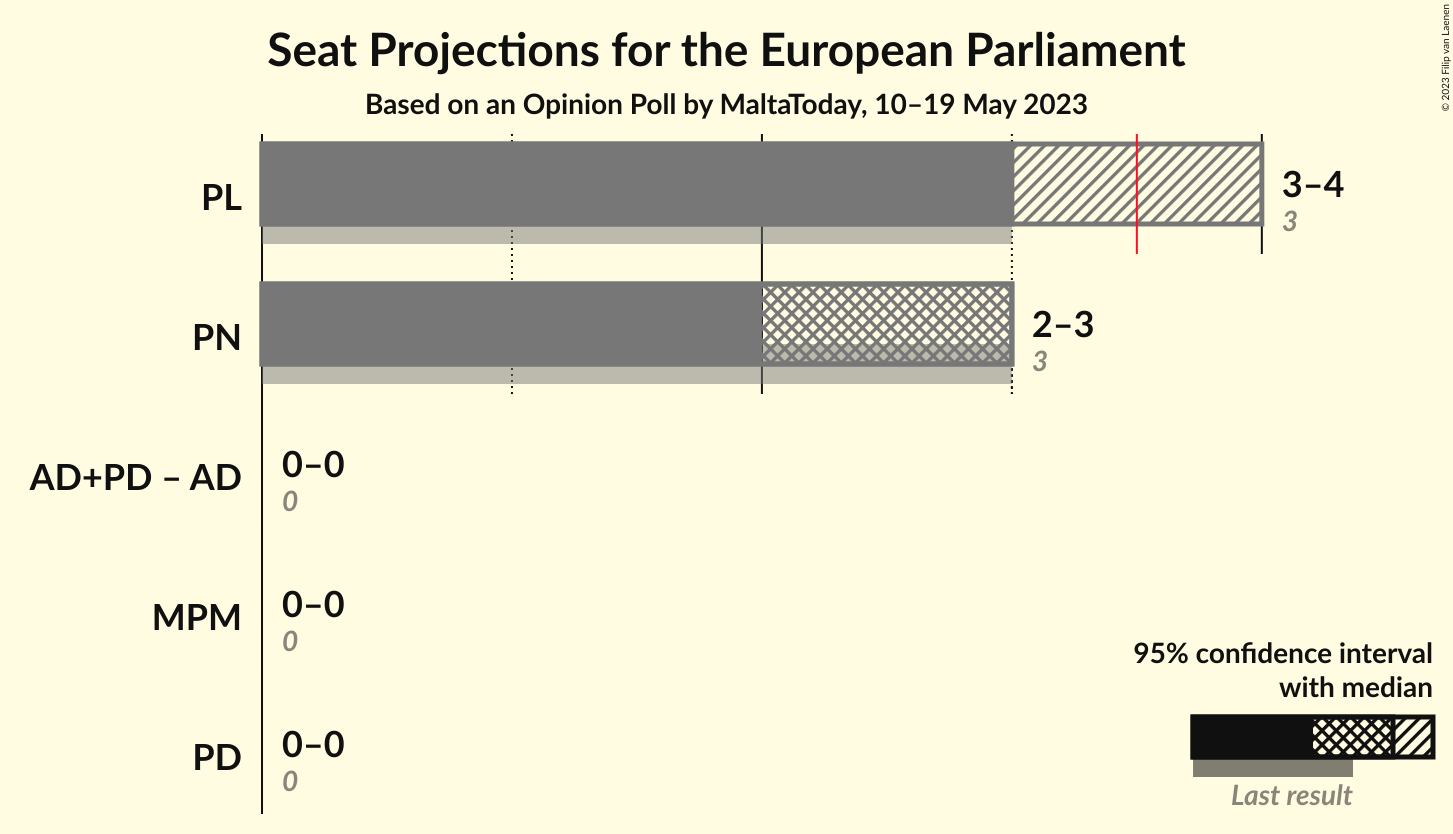 Seat Projections for the European Parliament
Based on an Opinion Poll by MaltaToday, 10–19 May 2023
© 2023 Filip van Laenen
PL
3–4
3
PN
2–3
3
AD+PD – AD
0–0
0
MPM
0–0
0
PD
0–0
0
95% confidence interval
with median
Last result